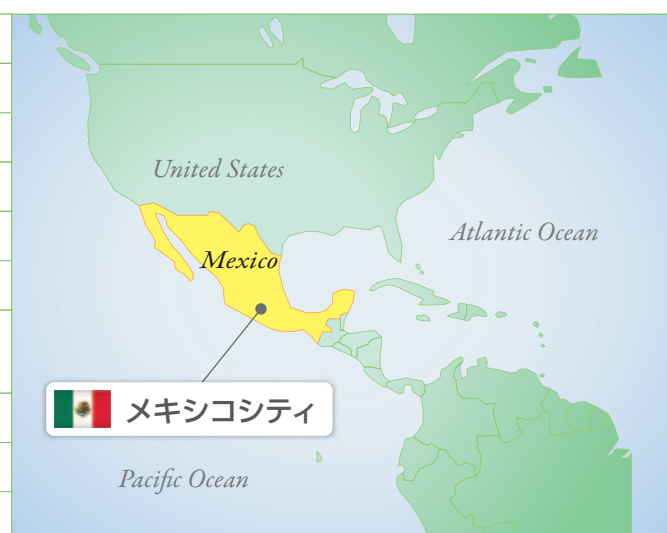 United States
Atlantic Ocean
Mexico
メキシコシティ
Pacific Ocean